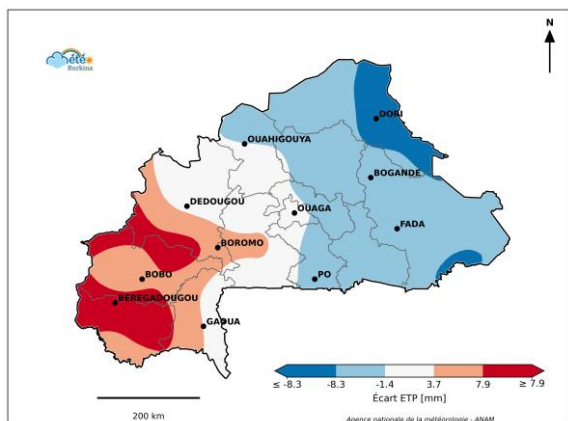 N
Météo
Burkina
DORI
OUAHIGOUYA
BOGANDE
DEDOUGOU
OUAGA
FADA
BOROMO
BOBO
PO
BEREGADOUGOU
GAOUA
≤ -8.3 -8.3 -1.4 3.7 7.9 ≥ 7.9
Écart ETP [mm]
200 km
Agence nationale de la météorologie - ANAM